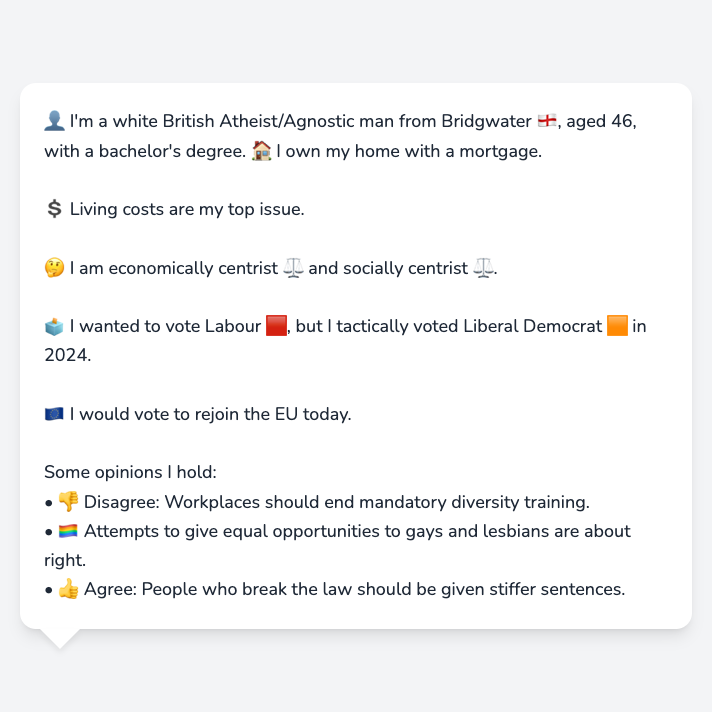 👤 I'm a white British Atheist/Agnostic man from Bridgwater 🏴󠁧󠁢󠁥󠁮󠁧󠁿, aged 46,
with a bachelor's degree. 🏠 I own my home with a mortgage.
💲 Living costs are my top issue.
🤔 I am economically centrist ⚖️ and socially centrist ⚖️.
🗳️ I wanted to vote Labour 🟥, but I tactically voted Liberal Democrat 🟧 in
2024.
🇪🇺 I would vote to rejoin the EU today.
Some opinions I hold:
• 👎 Disagree: Workplaces should end mandatory diversity training.
• 🏳️‍🌈 Attempts to give equal opportunities to gays and lesbians are about
right.
• 👍 Agree: People who break the law should be given stiffer sentences.